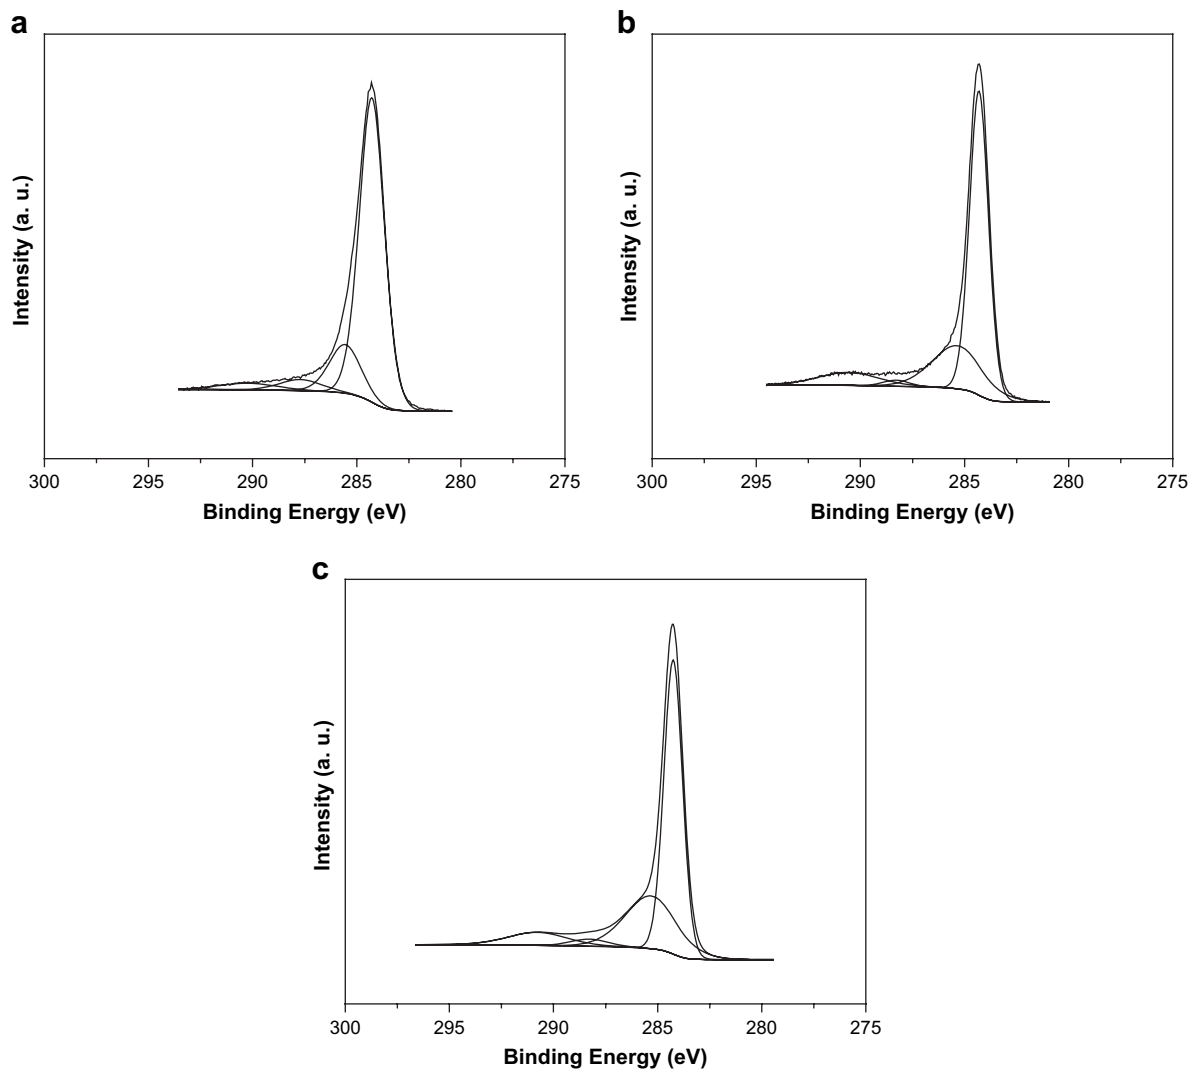 a
Intensity (a. u.)
300 295 290 285 280 275
Binding Energy (eV)
b
Intensity (a. u.)
300 295 290 285 280 275
Binding Energy (eV)
c
Intensity (a. u.)
300 295 290 285 280 275
Binding Energy (eV)